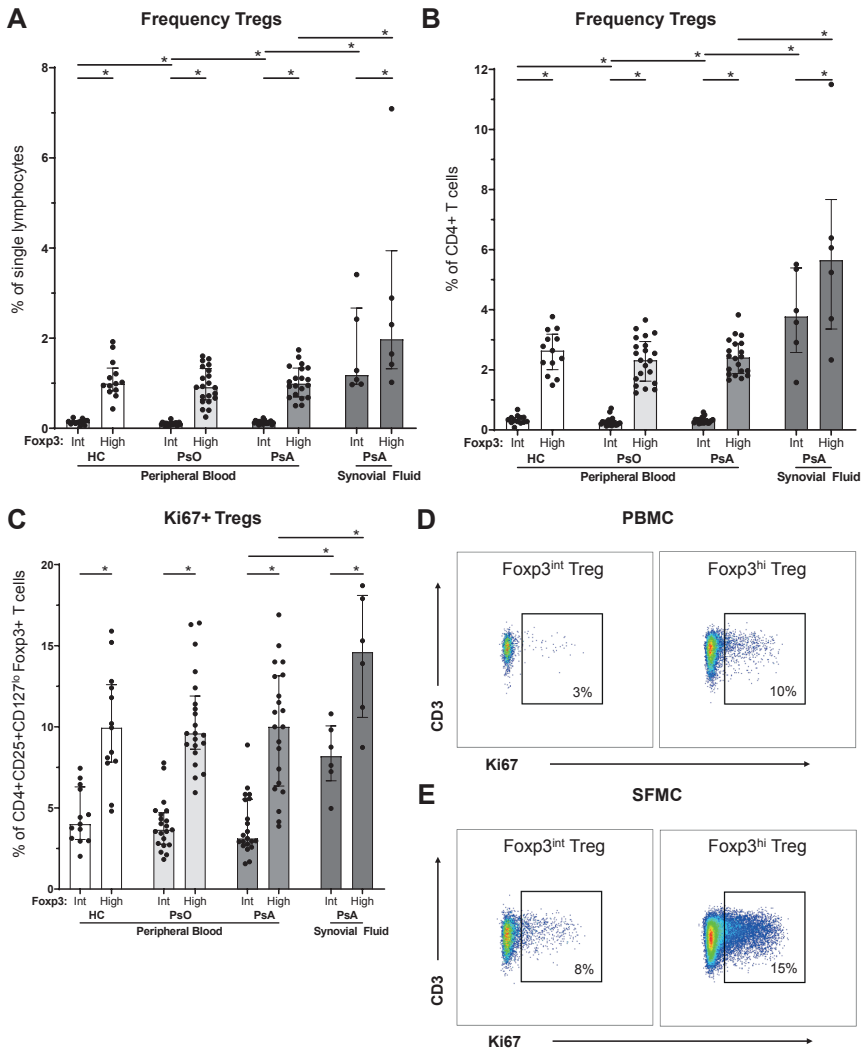 A
Frequency Tregs
* * * *
* * * *
8
6
4
2
1
0
% of single lymphocytes
Foxp3: Int High Int High Int High Int High
HC PsO PsA PsA
Peripheral Blood Synovial Fluid
B
Frequency Tregs
* * * *
* * * *
12
10
8
6
4
2
0
% of CD4+ T cells
Foxp3: Int High Int High Int High Int High
HC PsO PsA PsA
Peripheral Blood Synovial Fluid
C
Ki67+ Tregs
* *
* * * *
20
15
10
5
0
% of CD4+CD25+CD127lo Foxp3+ T cells
Foxp3: Int High Int High Int High Int High
HC PsO PsA PsA
Peripheral Blood Synovial Fluid
D
PBMC
Foxp3int Treg Foxp3hi Treg
3% 10%
CD3
Ki67
E
SFMC
Foxp3int Treg Foxp3hi Treg
8% 15%
CD3
Ki67